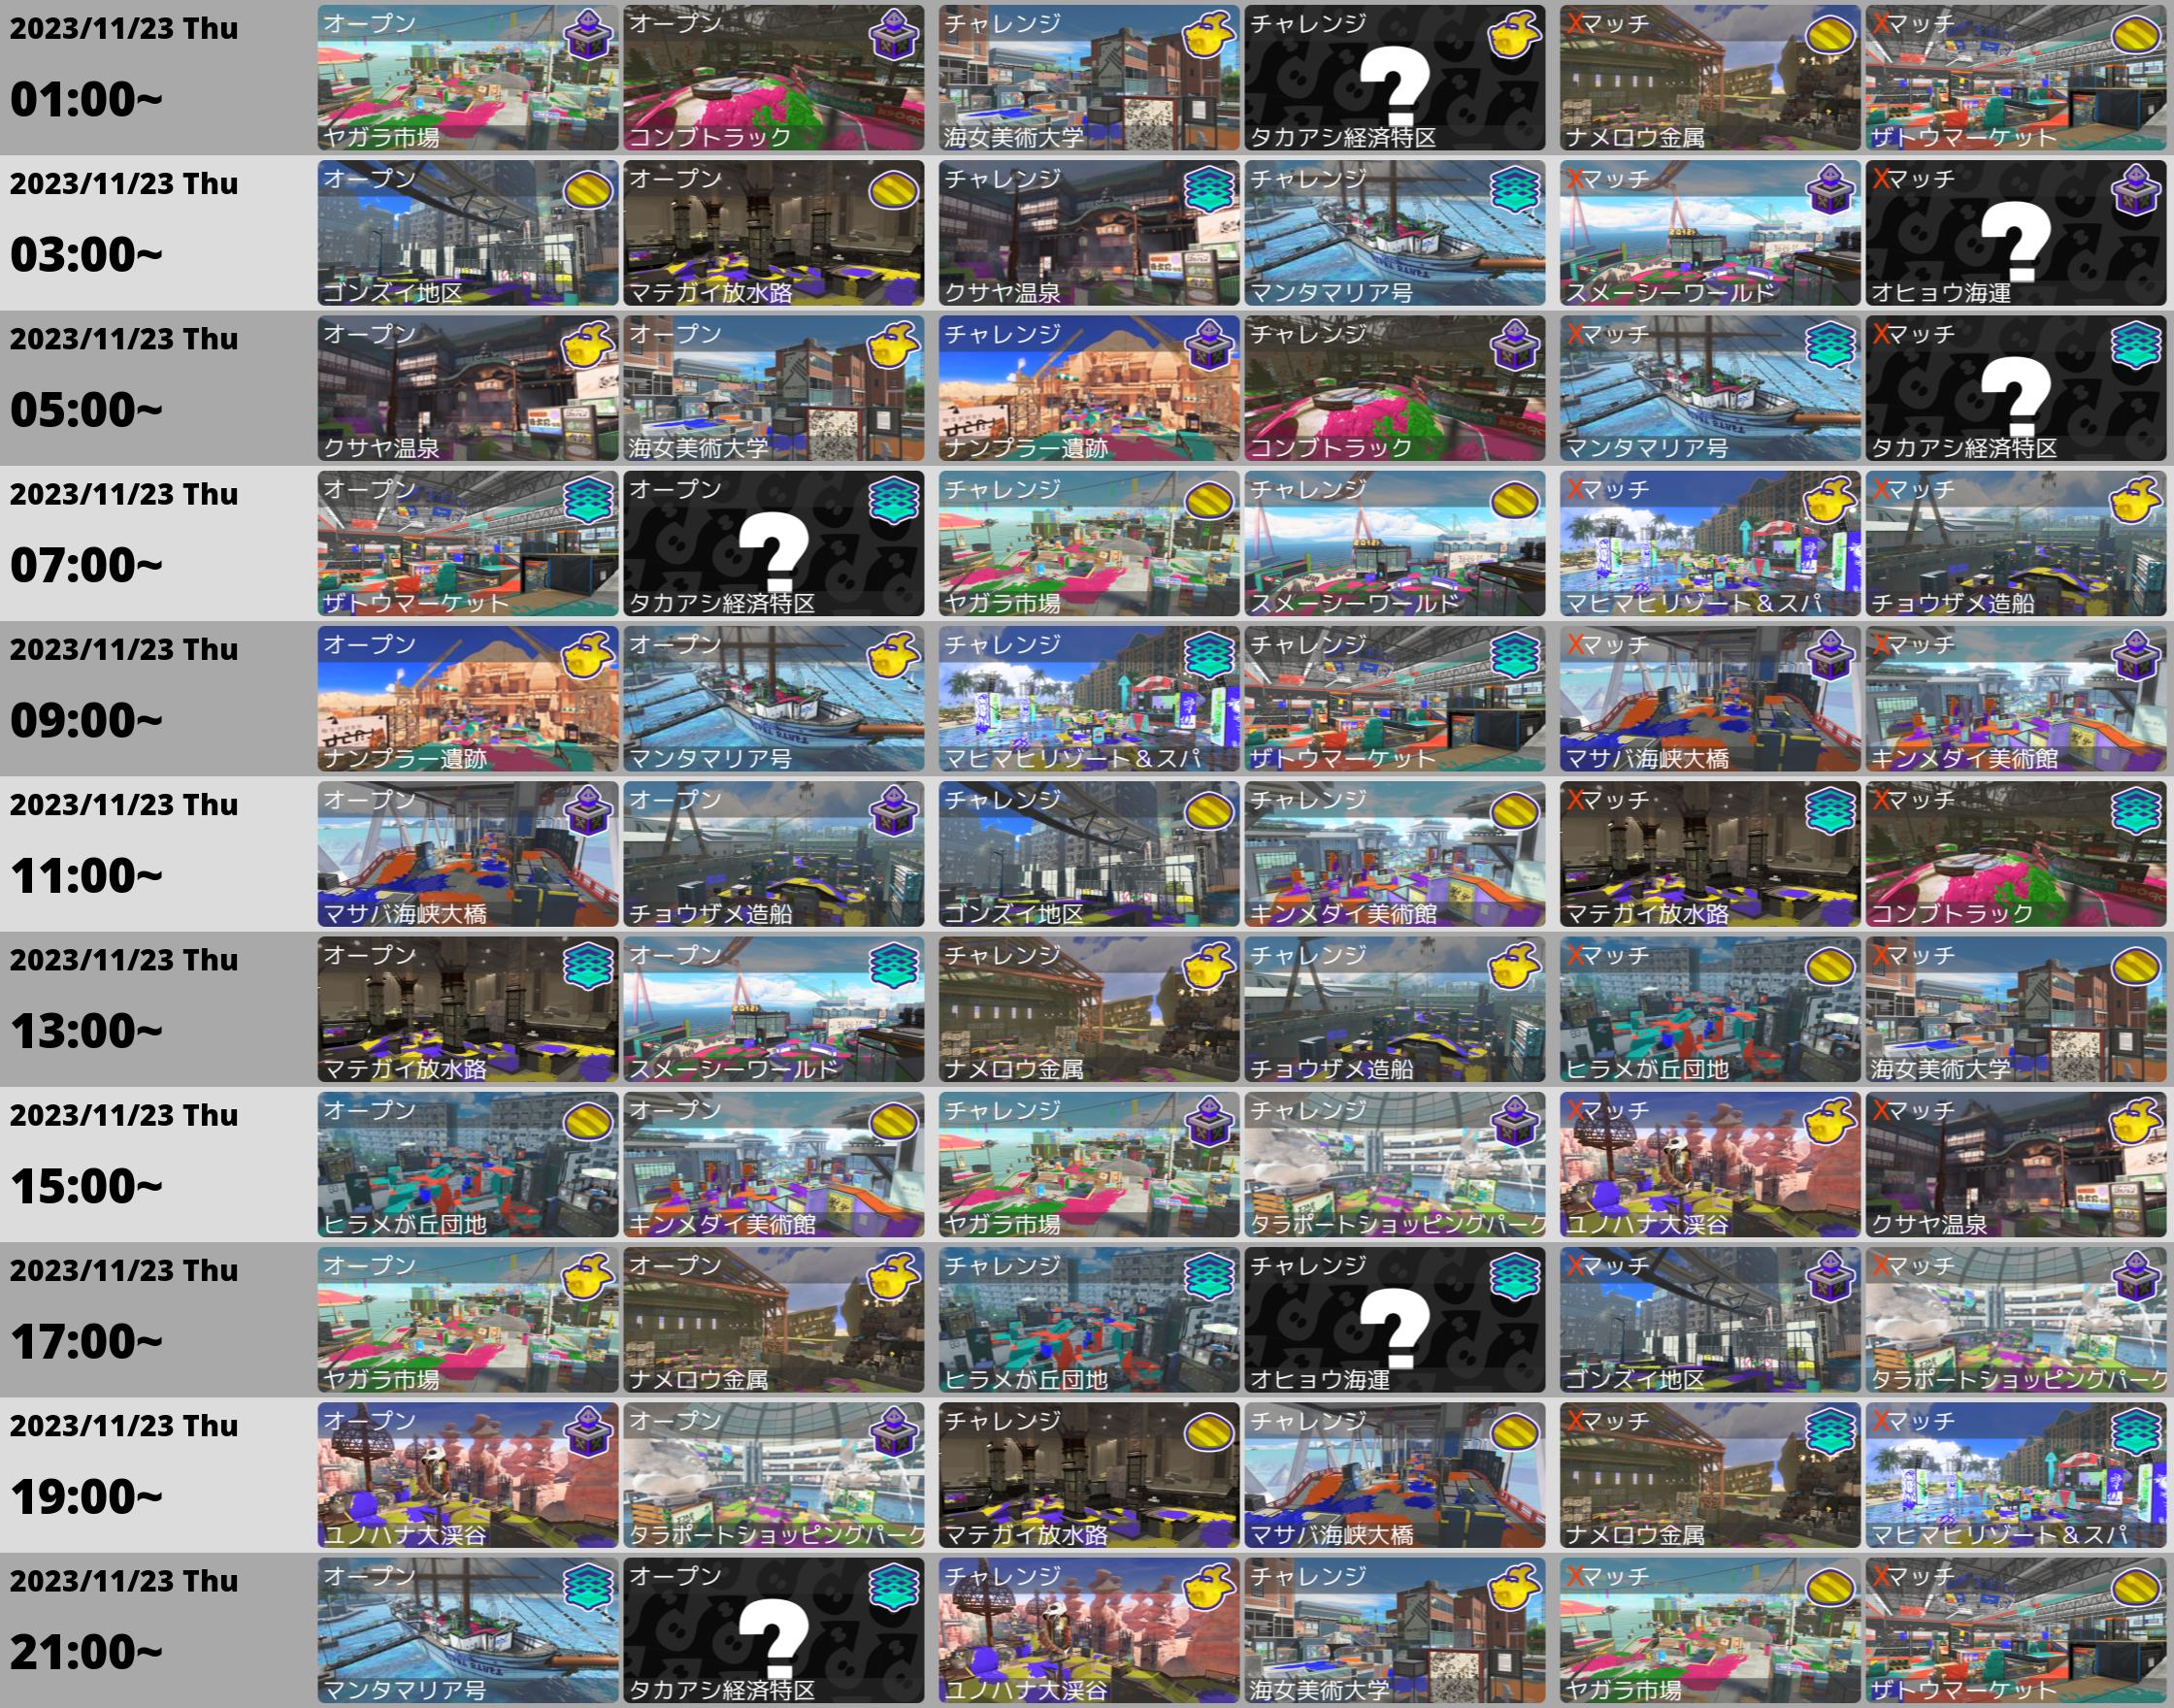 2023/11/23 Thu
01:00~
オープン
ヤガラ市場
オープン
コンブトラック
チャレンジ
海女美術大学
チャレンジ
タカアシ経済特区
Xマッチ
ナメロウ金属
Xマッチ
ザトウマーケット
2023/11/23 Thu
03:00~
オープン
ゴンズイ地区
オープン
マテガイ放水路
チャレンジ
クサヤ温泉
チャレンジ
マンタマリア号
Xマッチ
スメーシーワールド
Xマッチ
オヒョウ海運
2023/11/23 Thu
05:00~
オープン
クサヤ温泉
オープン
海女美術大学
チャレンジ
ナンプラー遺跡
チャレンジ
コンブトラック
Xマッチ
マンタマリア号
Xマッチ
タカアシ経済特区
2023/11/23 Thu
07:00~
オープン
ザトウマーケット
オープン
タカアシ経済特区
チャレンジ
ヤガラ市場
チャレンジ
スメーシーワールド
Xマッチ
マヒマヒリゾート＆スパ
Xマッチ
チョウザメ造船
2023/11/23 Thu
09:00~
オープン
ナンプラー遺跡
オープン
マンタマリア号
チャレンジ
マヒマヒリゾート＆スパ
チャレンジ
ザトウマーケット
Xマッチ
マサバ海峡大橋
Xマッチ
キンメダイ美術館
2023/11/23 Thu
11:00~
オープン
マサバ海峡大橋
オープン
チョウザメ造船
チャレンジ
ゴンズイ地区
チャレンジ
キンメダイ美術館
Xマッチ
マテガイ放水路
Xマッチ
コンブトラック
2023/11/23 Thu
13:00~
オープン
マテガイ放水路
オープン
スメーシーワールド
チャレンジ
ナメロウ金属
チャレンジ
チョウザメ造船
Xマッチ
ヒラメが丘団地
Xマッチ
海女美術大学
2023/11/23 Thu
15:00~
オープン
ヒラメが丘団地
オープン
キンメダイ美術館
チャレンジ
ヤガラ市場
チャレンジ
タラポートショッピングパーク
Xマッチ
ユノハナ大渓谷
Xマッチ
クサヤ温泉
2023/11/23 Thu
17:00~
オープン
ヤガラ市場
オープン
ナメロウ金属
チャレンジ
ヒラメが丘団地
チャレンジ
オヒョウ海運
Xマッチ
ゴンズイ地区
Xマッチ
タラポートショッピングパーク
2023/11/23 Thu
19:00~
オープン
ユノハナ大渓谷
オープン
タラポートショッピングパーク
チャレンジ
マテガイ放水路
チャレンジ
マサバ海峡大橋
Xマッチ
ナメロウ金属
Xマッチ
マヒマヒリゾート＆スパ
2023/11/23 Thu
21:00~
オープン
マンタマリア号
オープン
タカアシ経済特区
チャレンジ
ユノハナ大渓谷
チャレンジ
海女美術大学
Xマッチ
ヤガラ市場
Xマッチ
ザトウマーケット